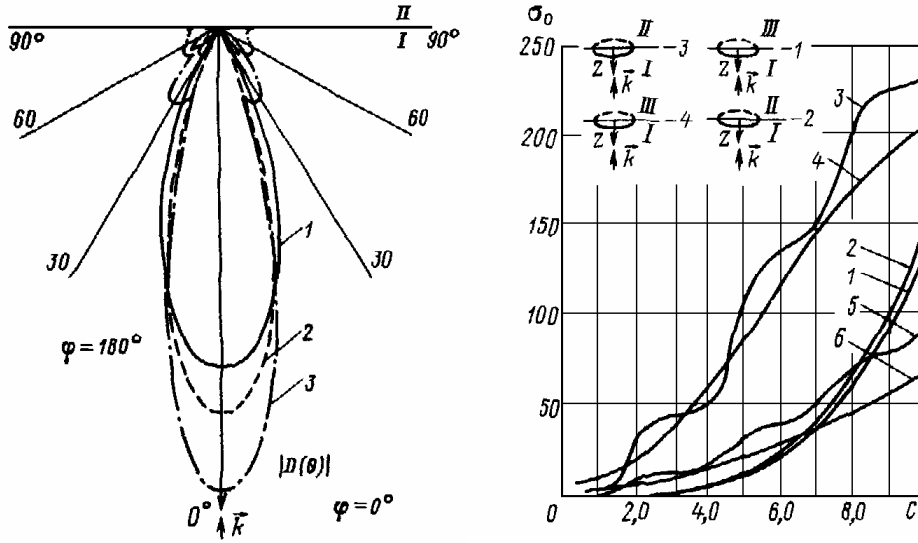 II
90° I 90°
60 60
30 30
1
φ = 180° 2
3
|D(θ)|
0° k⃗ φ = 0°
σ₀
250
200
150
100
50
0 2,0 4,0 6,0 8,0 C
II III
3 1
Z I Z I
k⃗ k⃗
III II
4 2
Z I Z I
k⃗ k⃗
3
4
2
1
5
6